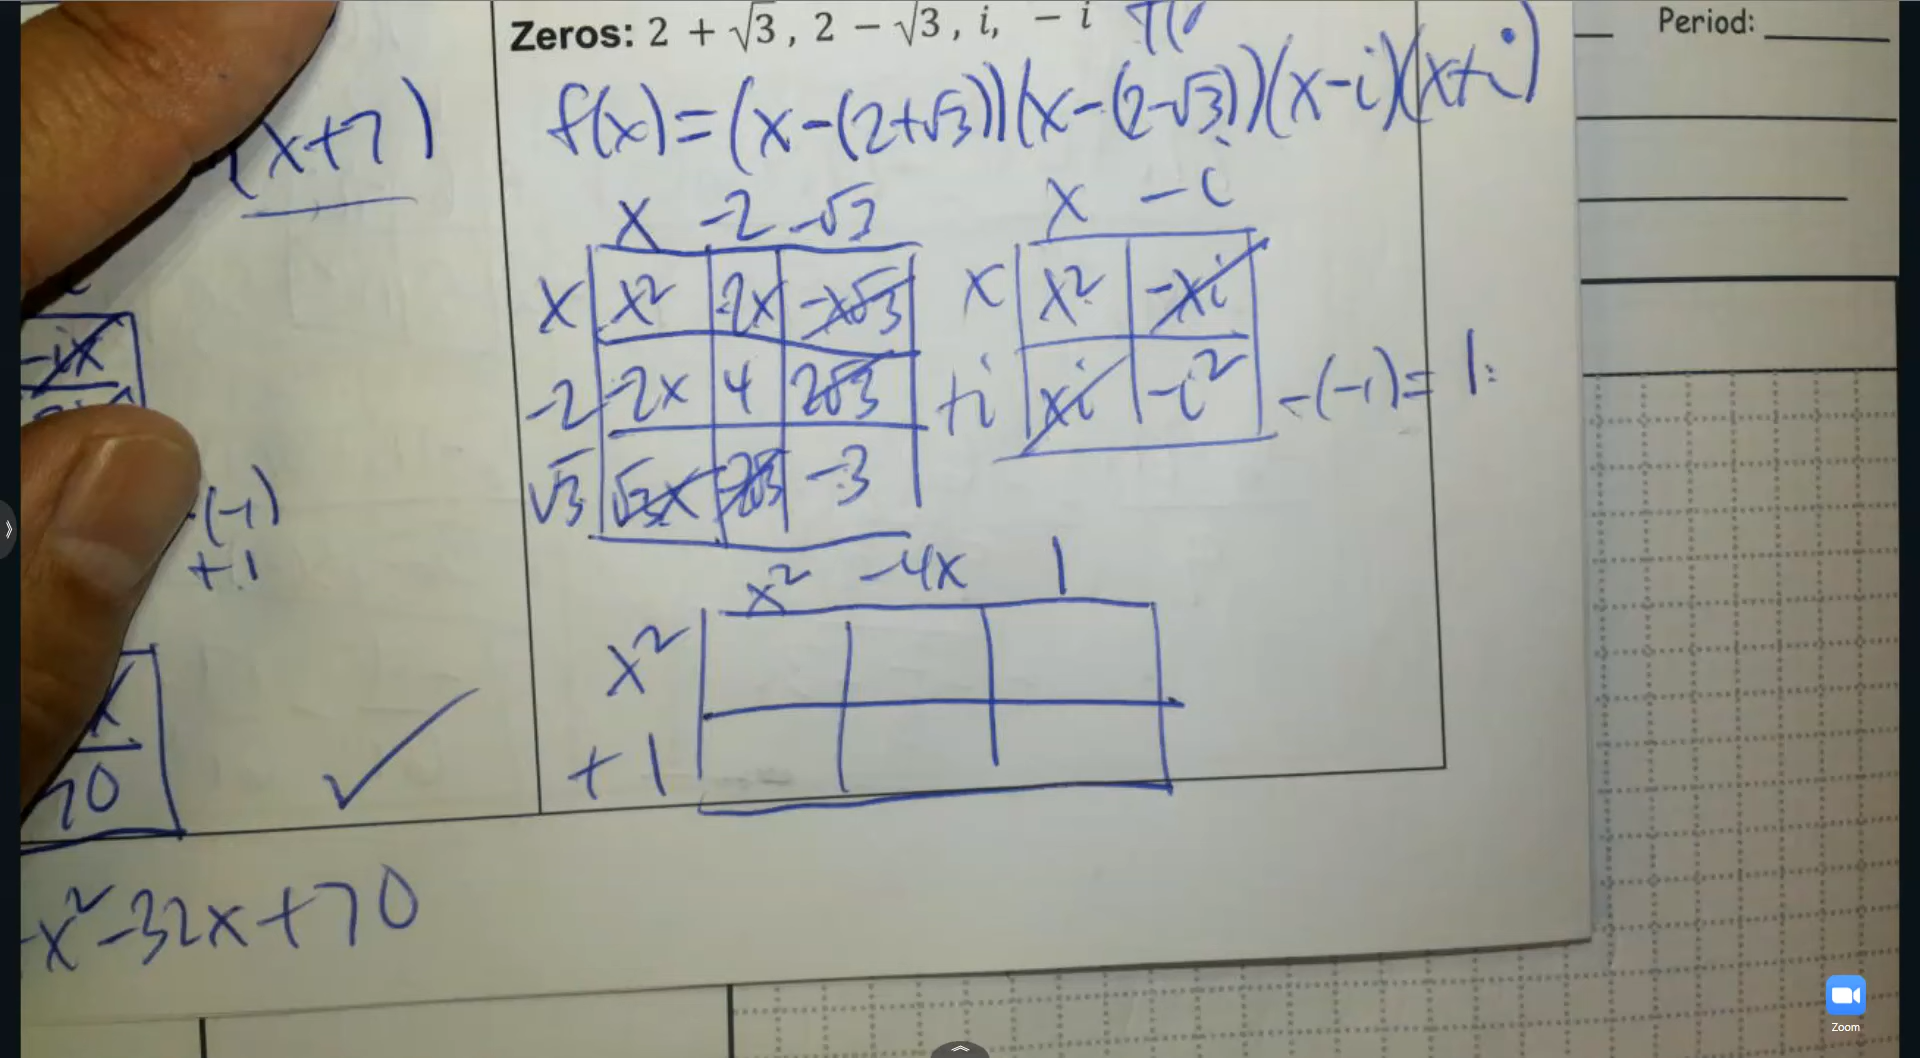 Zeros: 2 + √3, 2 − √3, i, − i
Period:
f(x) = (x-(2+√3))(x-(2-√3))(x-i)(x+i)
(x+7)
x -2 -√3
x x² -2x -x√3
-2 -2x 4 2√3
√3 √3x -2√3 -3
x -i
x x² -xi
+i xi -i² -(-1) = 1
-ix
-(-1)
+1
x² -4x 1
x²
+1
70
-x²-32x+70
Zoom